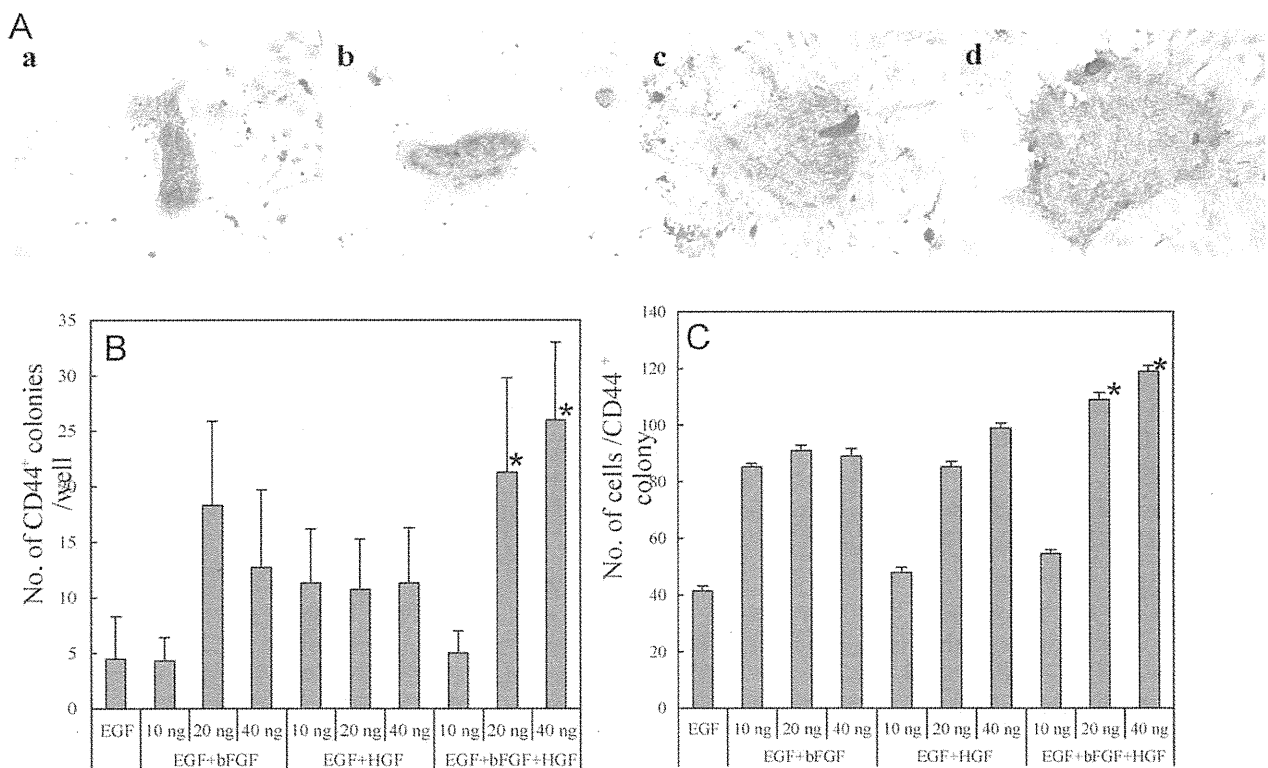 A
a
b
c
d
B
No. of CD44+ colonies
/well
35
30
25
20
15
10
5
0
*
*
EGF
10 ng
20 ng
40 ng
10 ng
20 ng
40 ng
10 ng
20 ng
40 ng
EGF+bFGF
EGF+HGF
EGF+bFGF+HGF
C
No. of cells /CD44 +
colony
140
120
100
80
60
40
20
0
*
*
EGF
10 ng
20 ng
40 ng
10 ng
20 ng
40 ng
10 ng
20 ng
40 ng
EGF+bFGF
EGF+HGF
EGF+bFGF+HGF